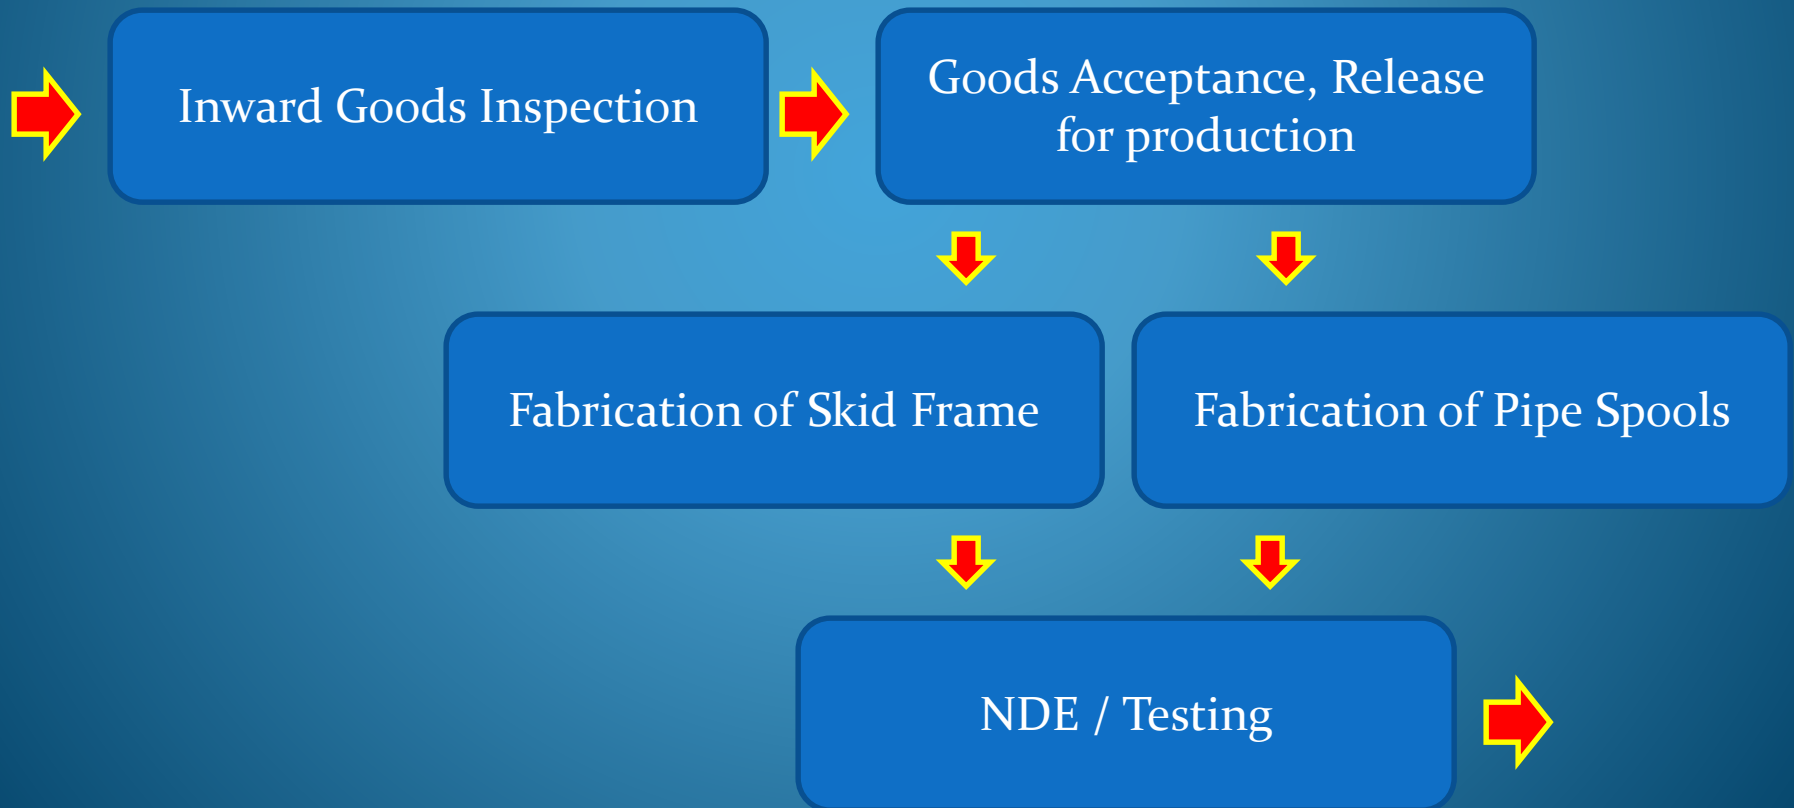 Inward Goods Inspection
Goods Acceptance, Release
for production
Fabrication of Skid Frame
Fabrication of Pipe Spools
NDE / Testing